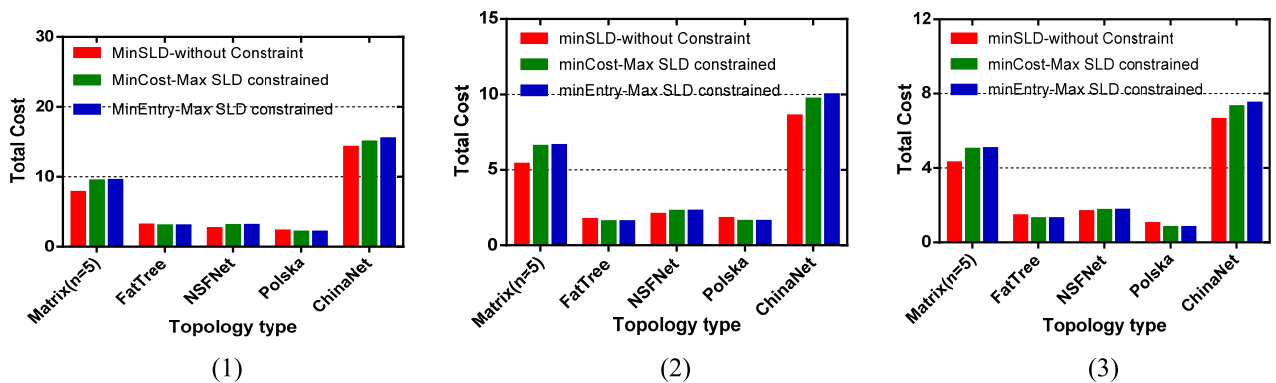 Total Cost
30
20
10
0
MinSLD-without Constraint
MinCost-Max SLD constrained
MinEntry-Max SLD constrained
Matrix(n=5)
FatTree
NSFNet
Polska
ChinaNet
Topology type
(1)
Total Cost
15
10
5
0
minSLD-without Constraint
minCost-Max SLD constrained
minEntry-Max SLD constrained
Matrix(n=5)
FatTree
NSFNet
Polska
ChinaNet
Topology type
(2)
Total Cost
12
8
4
0
minSLD-without Constraint
minCost-Max SLD constrained
minEntry-Max SLD constrained
Matrix(n=5)
FatTree
NSFNet
Polska
ChinaNet
Topology type
(3)